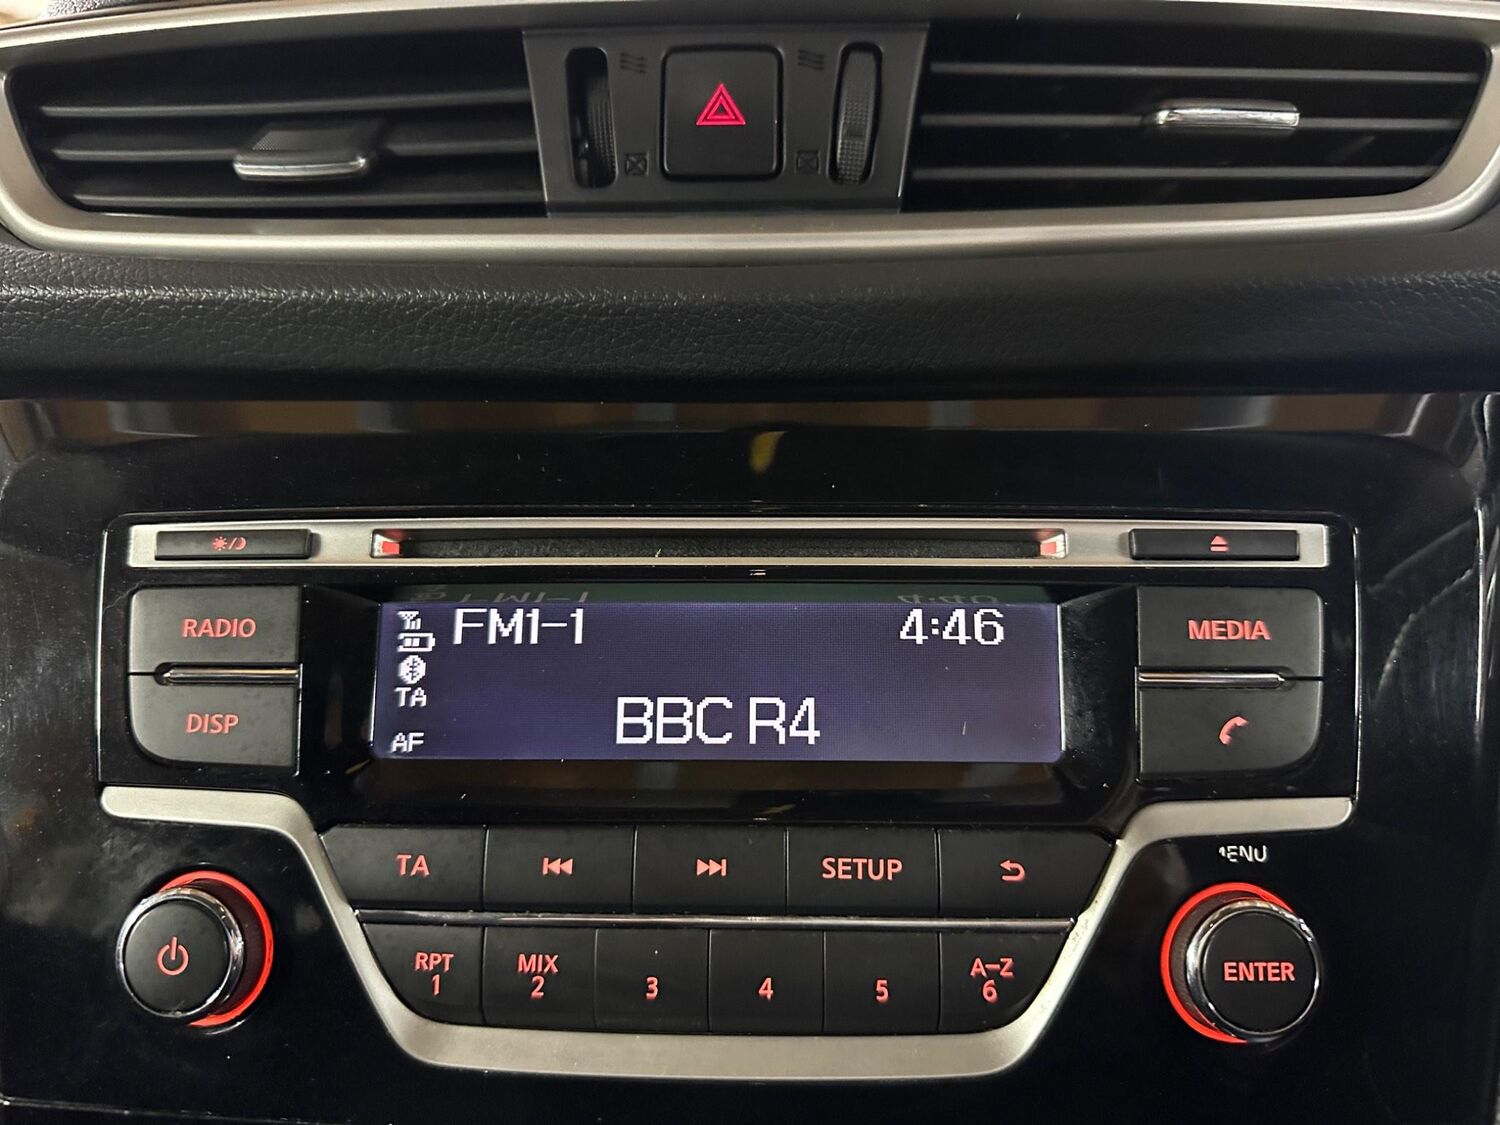 FM1-1 4:46
TA
BBC R4
AF
RADIO
DISP
MEDIA
TA
SETUP
MENU
RPT
1
MIX
2
3
4
5
A-Z
6
ENTER